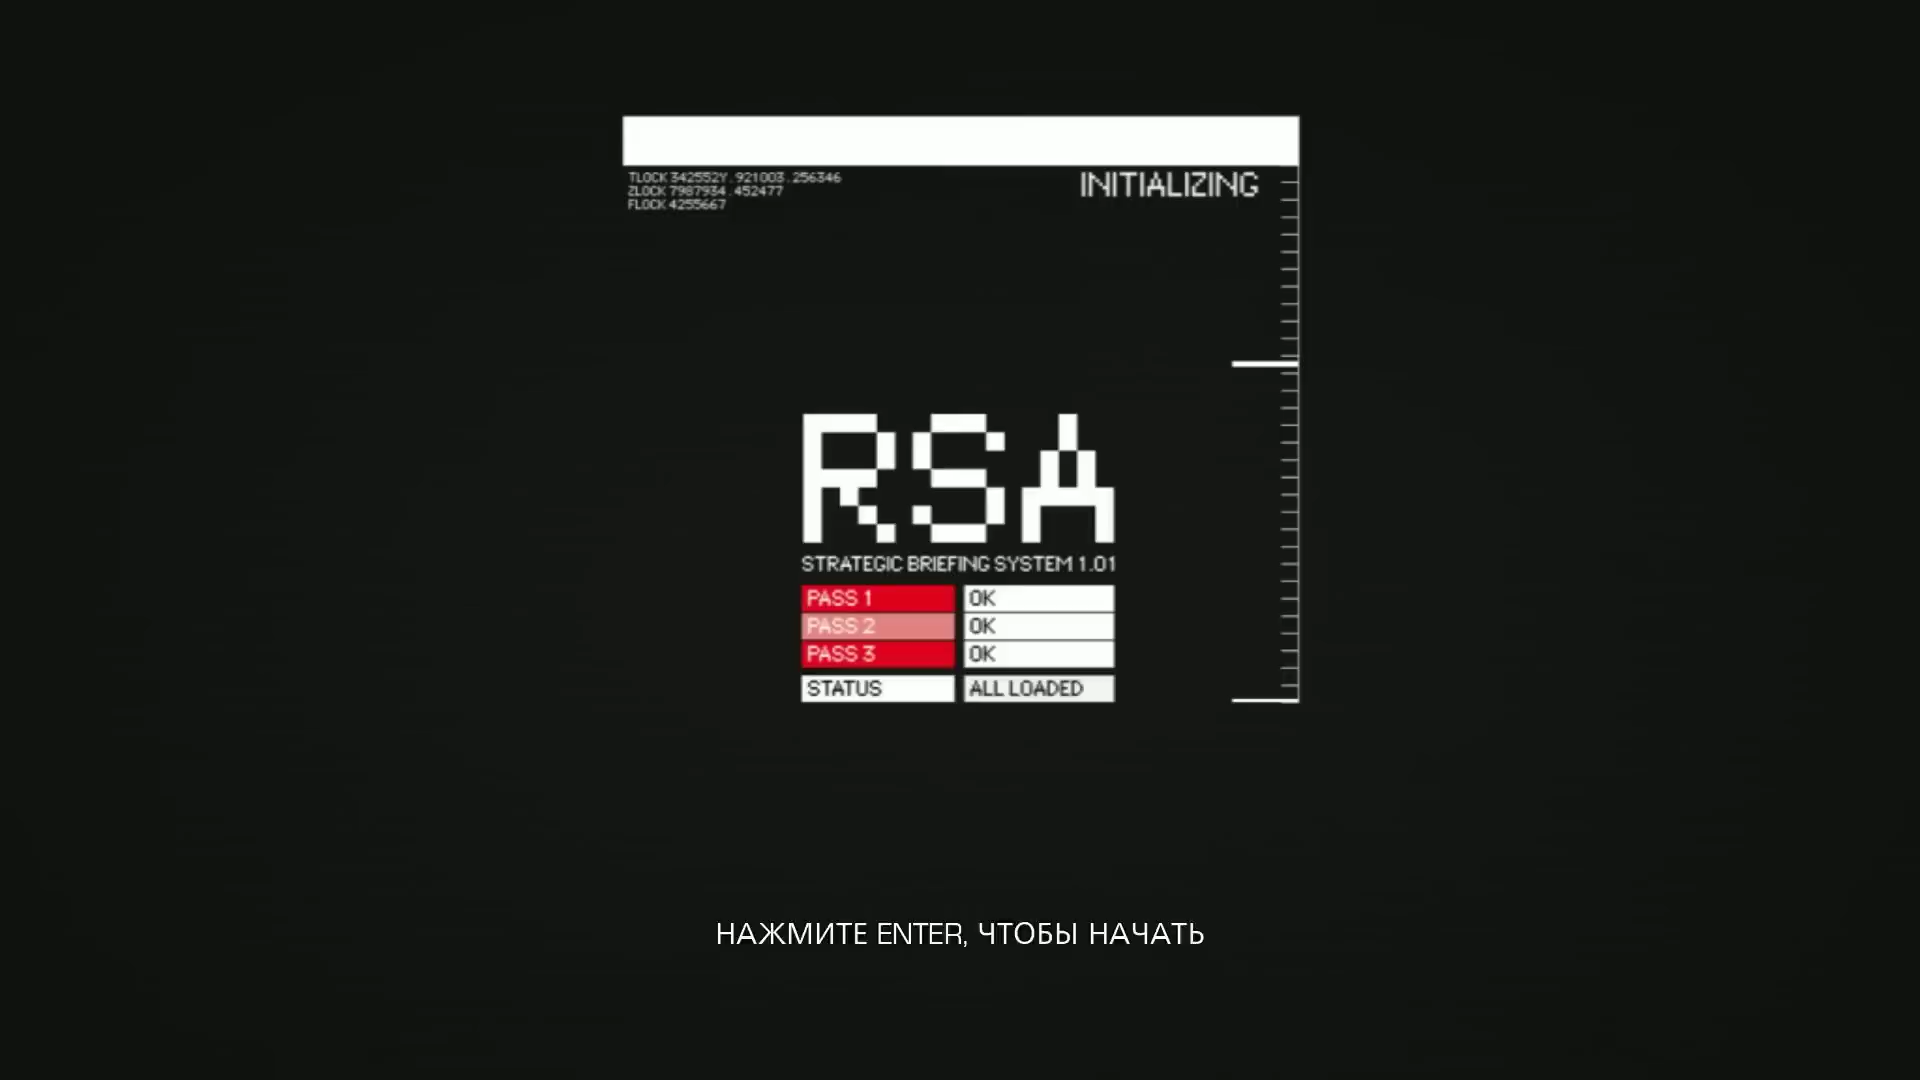 TLOCK 342552Y . 921003 . 256346
ZLOCK 7987934 . 452477
FLOCK 4255667
INITIALIZING
RSA
STRATEGIC BRIEFING SYSTEM 1.01
PASS 1 OK
PASS 2 OK
PASS 3 OK
STATUS ALL LOADED
НАЖМИТЕ ENTER, ЧТОБЫ НАЧАТЬ